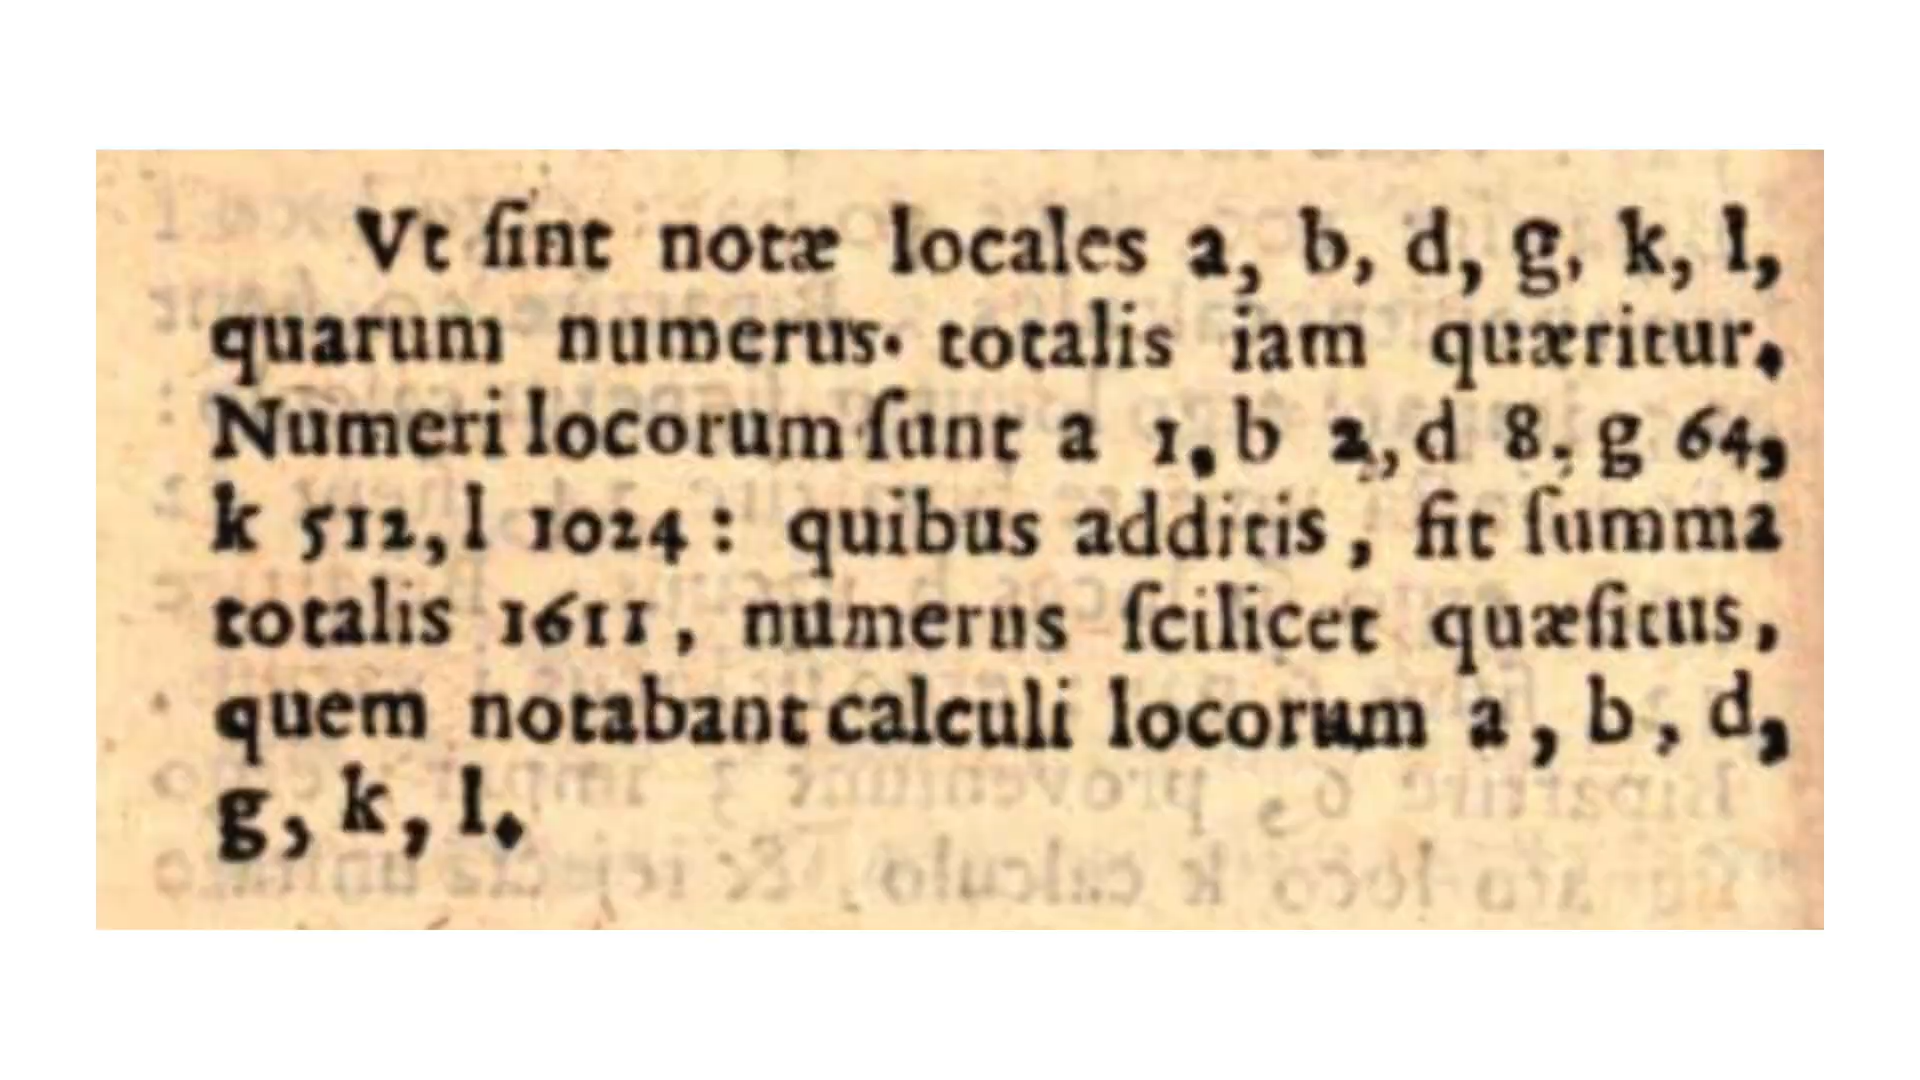 Vt ſint notæ locales a, b, d, g, k, l,
quarum numerus. totalis iam quæritur.
Numeri locorum ſunt a 1, b 2, d 8, g 64,
k 512, l 1024 : quibus additis , fit ſumma
totalis 1611 , numerus ſcilicet quæſitus ,
quem notabant calculi locorum a , b , d ,
g , k , l.